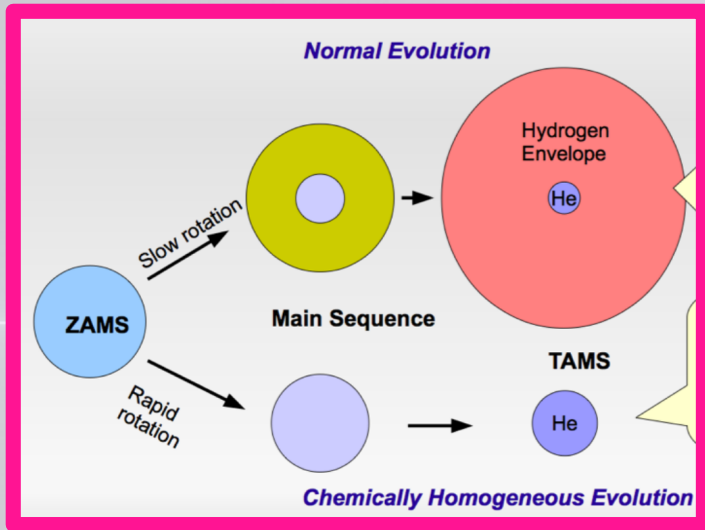 Normal Evolution
Hydrogen
Envelope
He
Slow rotation
ZAMS
Main Sequence
TAMS
Rapid
rotation
He
Chemically Homogeneous Evolution